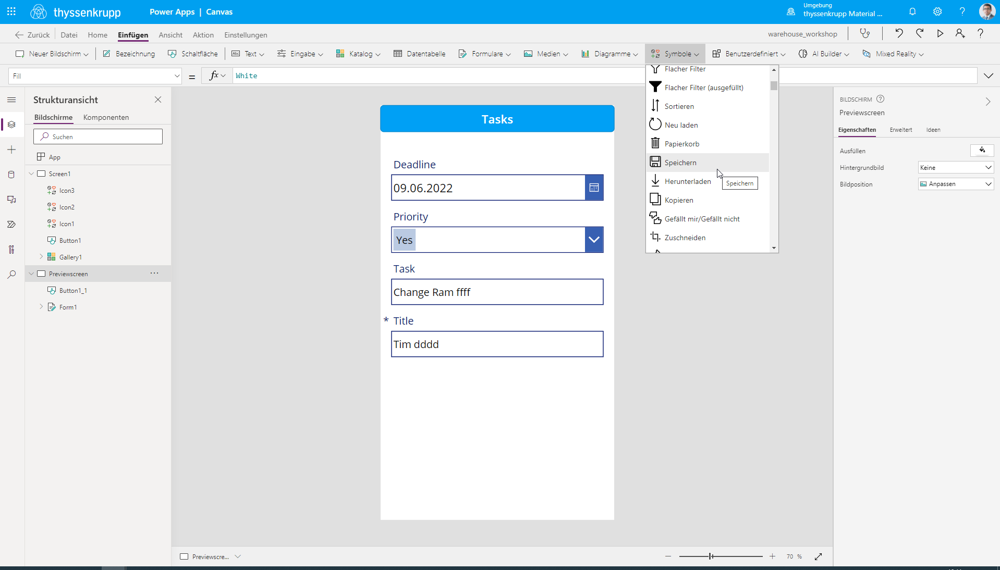 thyssenkrupp
Power Apps | Canvas
Umgebung
thyssenkrupp Material ...
Zurück
Datei
Home
Einfügen
Ansicht
Aktion
Einstellungen
warehouse_workshop
Neuer Bildschirm
Bezeichnung
Schaltfläche
Abc Text
Eingabe
Katalog
Datentabelle
Formulare
Medien
Diagramme
Symbole
Benutzerdefiniert
AI Builder
Mixed Reality
Fill
=
fx
White
Flacher Filter
Flacher Filter (ausgefüllt)
Sortieren
Neu laden
Papierkorb
Speichern
Herunterladen
Speichern
Kopieren
Gefällt mir/Gefällt nicht
Zuschneiden
Strukturansicht
Bildschirme
Komponenten
Suchen
App
Screen1
Icon3
Icon2
Icon1
Button1
Gallery1
Previewscreen
...
Button1_1
Form1
Tasks
Deadline
09.06.2022
Priority
Yes
Task
Change Ram ffff
* Title
Tim dddd
BILDSCHIRM
Previewscreen
Eigenschaften
Erweitert
Ideen
Ausfüllen
Hintergrundbild
Keine
Bildposition
Anpassen
Previewscre...
70 %